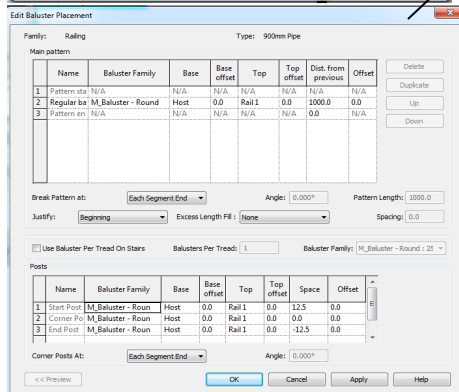 Edit Baluster Placement
Family: Railing Type: 900mm Pipe
Main pattern
Name Baluster Family Base Base offset Top Top offset Dist. from previous Offset
1 Pattern sta N/A N/A N/A N/A N/A N/A N/A
2 Regular ba M_Baluster - Round Host 0.0 Rail 1 0.0 1000.0 0.0
3 Pattern en N/A N/A N/A N/A N/A 0.0 N/A
Delete
Duplicate
Up
Down
Break Pattern at: Each Segment End Angle: 0.000° Pattern Length: 1000.0
Justify: Beginning Excess Length Fill : None Spacing: 0.0
Use Baluster Per Tread On Stairs Balusters Per Tread: 1 Baluster Family: M_Baluster - Round : 25
Posts
Name Baluster Family Base Base offset Top Top offset Space Offset
1 Start Post M_Baluster - Roun Host 0.0 Rail 1 0.0 12.5 0.0
2 Corner Po M_Baluster - Roun Host 0.0 Rail 1 0.0 0.0 0.0
3 End Post M_Baluster - Roun Host 0.0 Rail 1 0.0 -12.5 0.0
Corner Posts At: Each Segment End Angle: 0.000°
<< Preview OK Cancel Apply Help